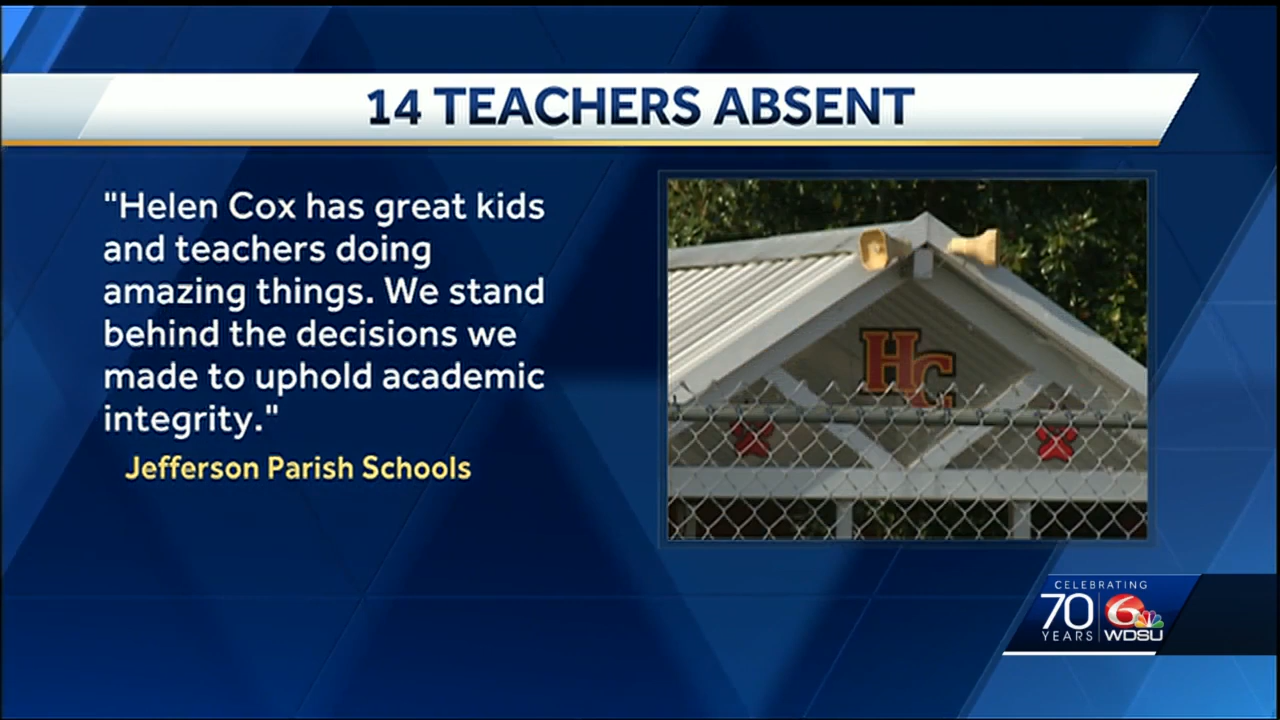 14 TEACHERS ABSENT
"Helen Cox has great kids
and teachers doing
amazing things. We stand
behind the decisions we
made to uphold academic
integrity."
Jefferson Parish Schools
HC
CELEBRATING
70 6
YEARS WDSU